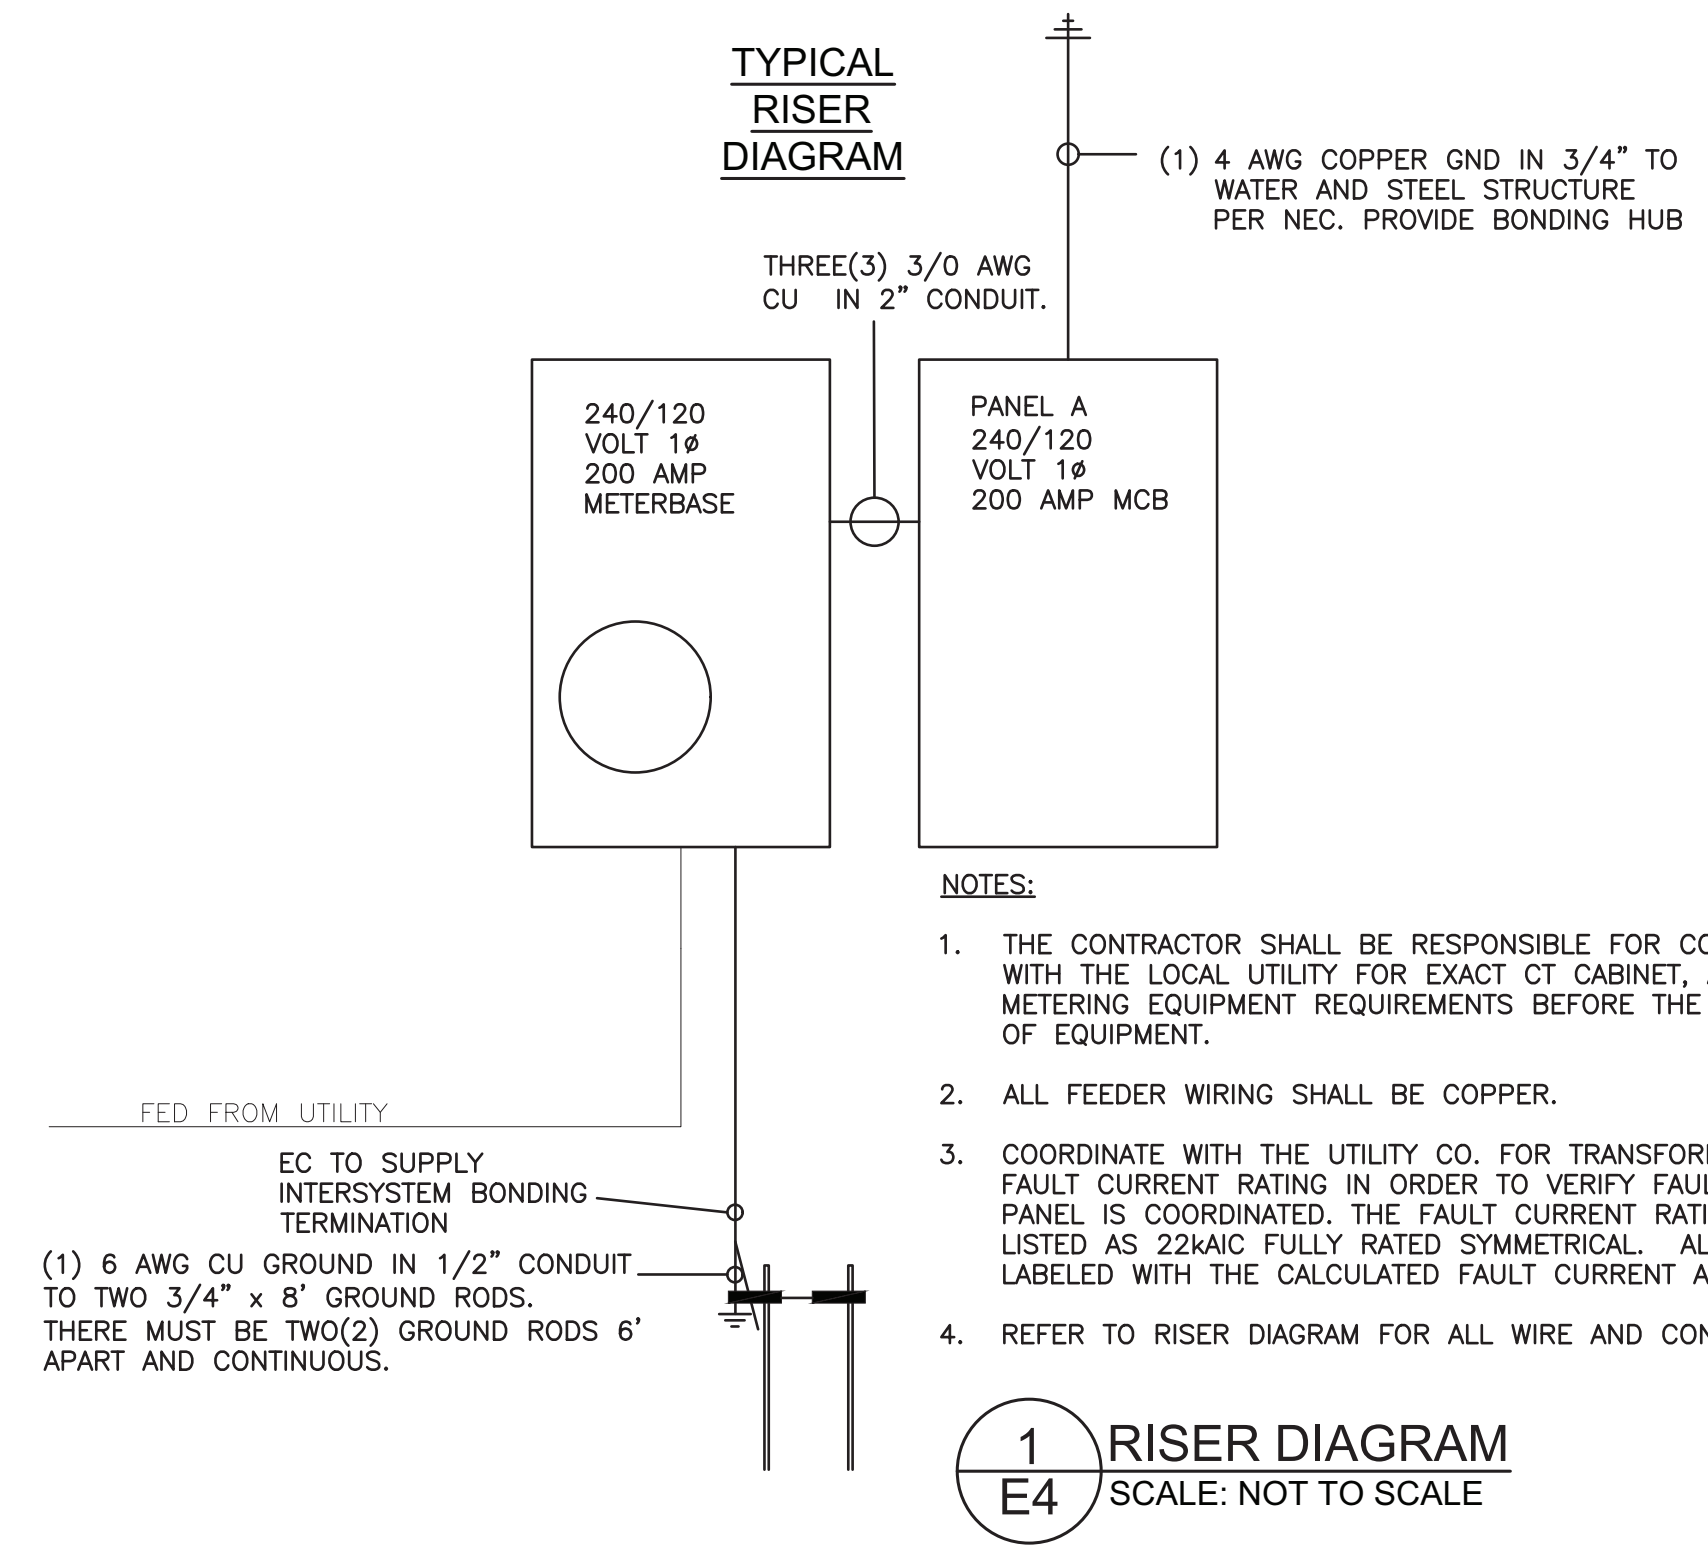 TYPICAL
RISER
DIAGRAM
(1) 4 AWG COPPER GND IN 3/4" TO
WATER AND STEEL STRUCTURE
PER NEC. PROVIDE BONDING HUB
THREE(3) 3/0 AWG
CU IN 2" CONDUIT.
240/120
VOLT 1ø
200 AMP
METERBASE
PANEL A
240/120
VOLT 1ø
200 AMP MCB
FED FROM UTILITY
EC TO SUPPLY
INTERSYSTEM BONDING
TERMINATION
(1) 6 AWG CU GROUND IN 1/2" CONDUIT
TO TWO 3/4" x 8' GROUND RODS.
THERE MUST BE TWO(2) GROUND RODS 6'
APART AND CONTINUOUS.
NOTES:
1. THE CONTRACTOR SHALL BE RESPONSIBLE FOR
WITH THE LOCAL UTILITY FOR EXACT CT CABINET,
METERING EQUIPMENT REQUIREMENTS BEFORE THE
OF EQUIPMENT.
2. ALL FEEDER WIRING SHALL BE COPPER.
3. COORDINATE WITH THE UTILITY CO. FOR
FAULT CURRENT RATING IN ORDER TO VERIFY
PANEL IS COORDINATED. THE FAULT CURRENT
LISTED AS 22kAIC FULLY RATED SYMMETRICAL.
LABELED WITH THE CALCULATED FAULT CURRENT
4. REFER TO RISER DIAGRAM FOR ALL WIRE AND
1
E4
RISER DIAGRAM
SCALE: NOT TO SCALE